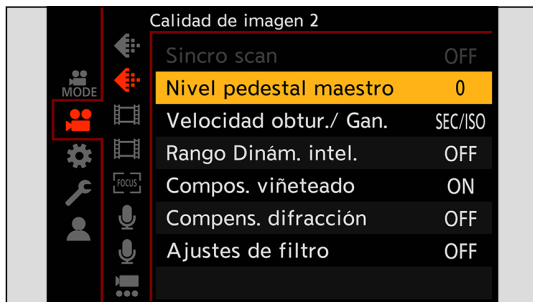 Calidad de imagen 2
Sincro scan OFF
MODE
Nivel pedestal maestro 0
Velocidad obtur./ Gan. SEC/ISO
Rango Dinám. intel. OFF
Compos. viñeteado ON
FOCUS
Compens. difracción OFF
Ajustes de filtro OFF